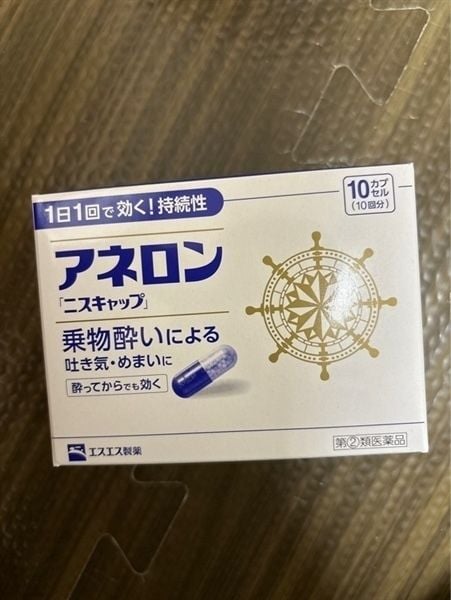 1日1回で効く!持続性
10カプセル
(10回分)
アネロン
「ニスキャップ」
乗物酔いによる
吐き気・めまいに
酔ってからでも効く
エスエス製薬
指②類医薬品